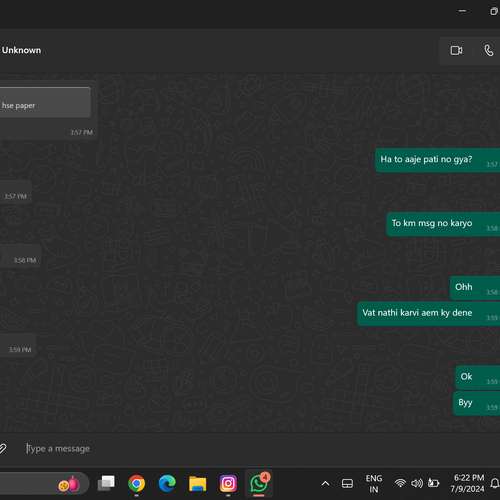 Unknown
hse paper
3:57 PM
Ha to aaje pati no gya?
3:57
3:57 PM
To km msg no karyo
3:58
3:58 PM
Ohh
3:58
Vat nathi karvi aem ky dene
3:59
3:59 PM
Ok
3:59
Byy
3:59
Type a message
4
ENG
IN
6:22 PM
7/9/2024